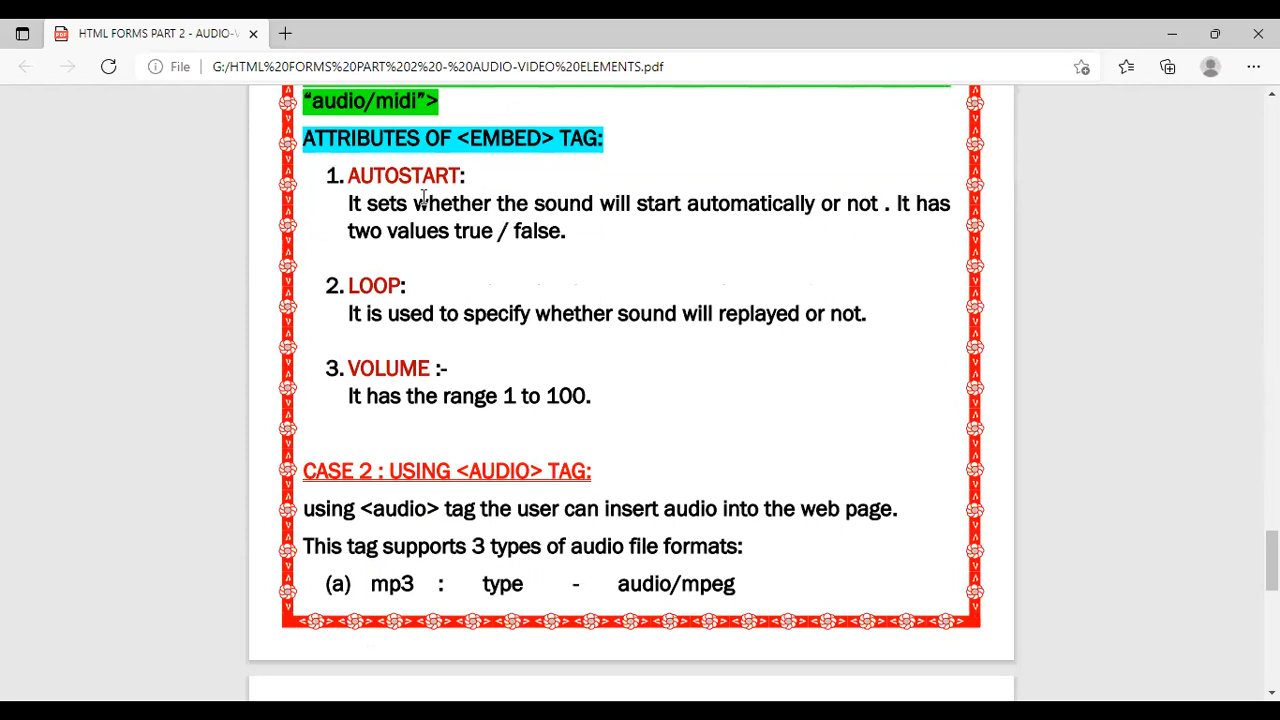 HTML FORMS PART 2 - AUDIO-V
File G:/HTML%20FORMS%20PART%202%20-%20AUDIO-VIDEO%20ELEMENTS.pdf
“audio/midi”>
ATTRIBUTES OF <EMBED> TAG:
1. AUTOSTART:
It sets whether the sound will start automatically or not . It has
two values true / false.
2. LOOP:
It is used to specify whether sound will replayed or not.
3. VOLUME :-
It has the range 1 to 100.
CASE 2 : USING <AUDIO> TAG:
using <audio> tag the user can insert audio into the web page.
This tag supports 3 types of audio file formats:
(a) mp3 : type - audio/mpeg